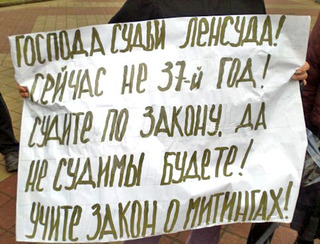 ГОСПОДА СУДЬИ ЛЕНСУДА!
СЕЙЧАС НЕ 37-й ГОД!
СУДИТЕ ПО ЗАКОНУ, ДА
НЕ СУДИМЫ БУДЕТЕ!
УЧИТЕ ЗАКОН О МИТИНГАХ!